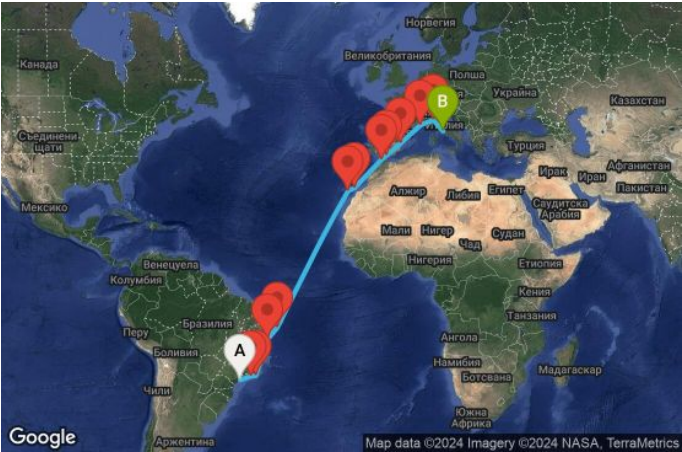 Норвегия
Канада
Великобритания
Полша
Украйна
Казахстан
Съединени
щати
B
Турция
Мексико
Алжир
Либия
Египет
Ирак
Иран
Афганистан
Пакистан
Саудитска
Арабия
Мали
Нигер
Чад
Судан
Нигерия
Етиопия
Венецуела
Колумбия
Кения
Танзания
Бразилия
Перу
Боливия
A
Ангола
Намибия
Ботсвана
Мадагаскар
Чили
Южна
Африка
Аржентина
Google
Map data ©2024 Imagery ©2024 NASA, TerraMetrics